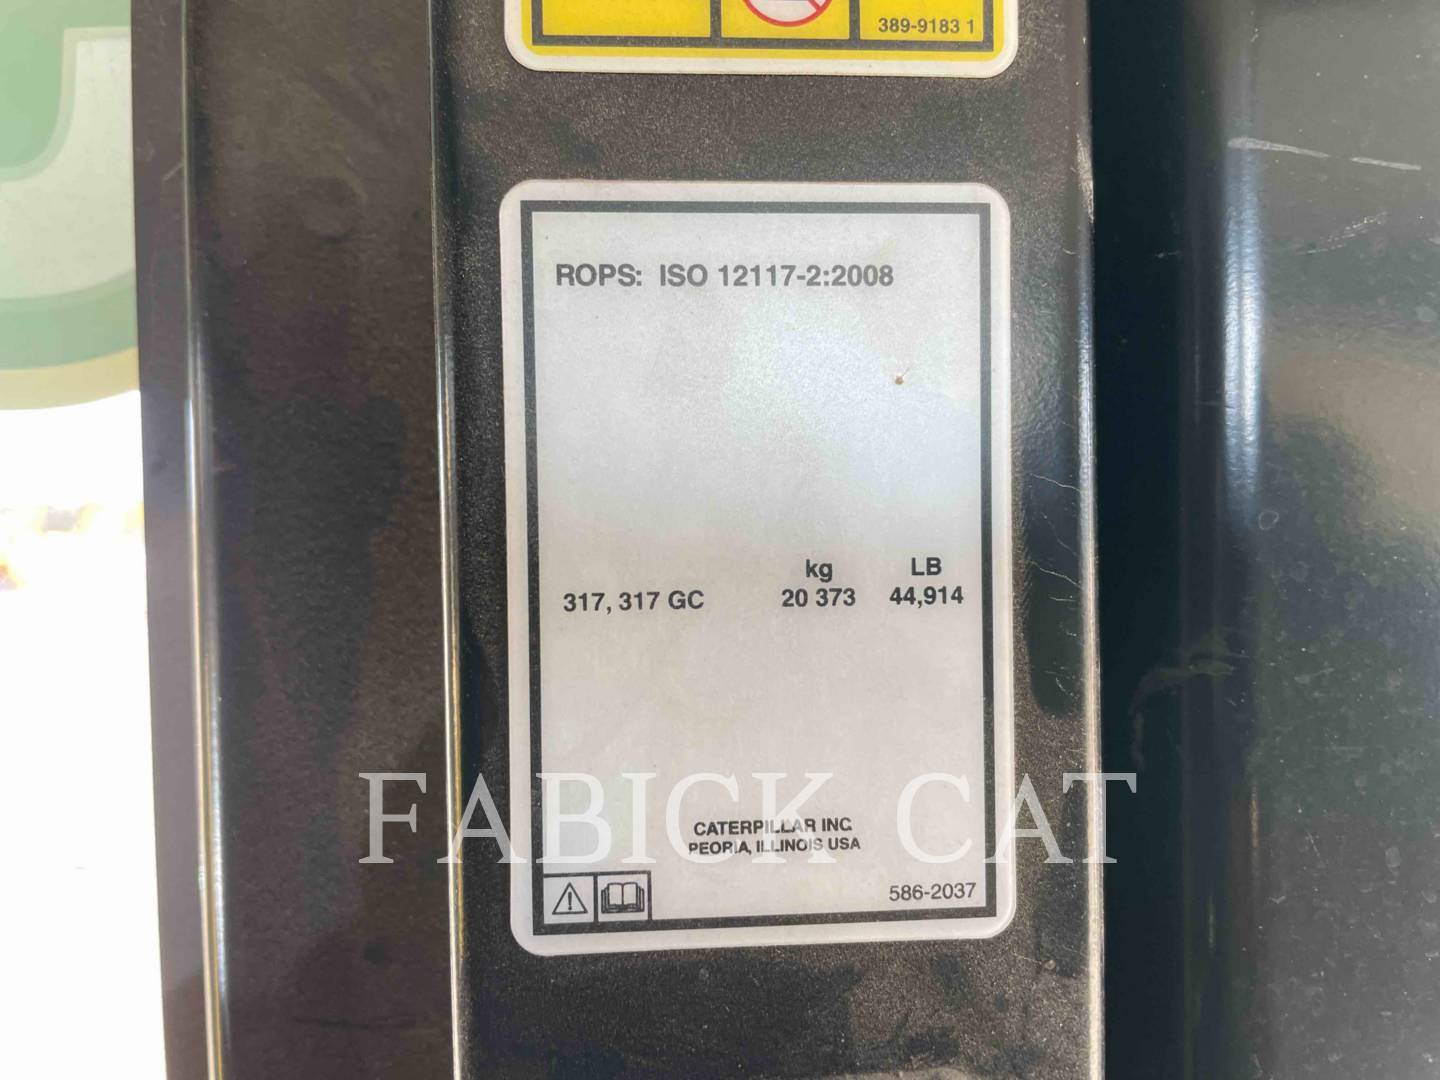 389-9183 1
ROPS: ISO 12117-2:2008
kg LB
317, 317 GC 20 373 44,914
FABICK CAT
CATERPILLAR INC.
PEORIA, ILLINOIS USA
586-2037